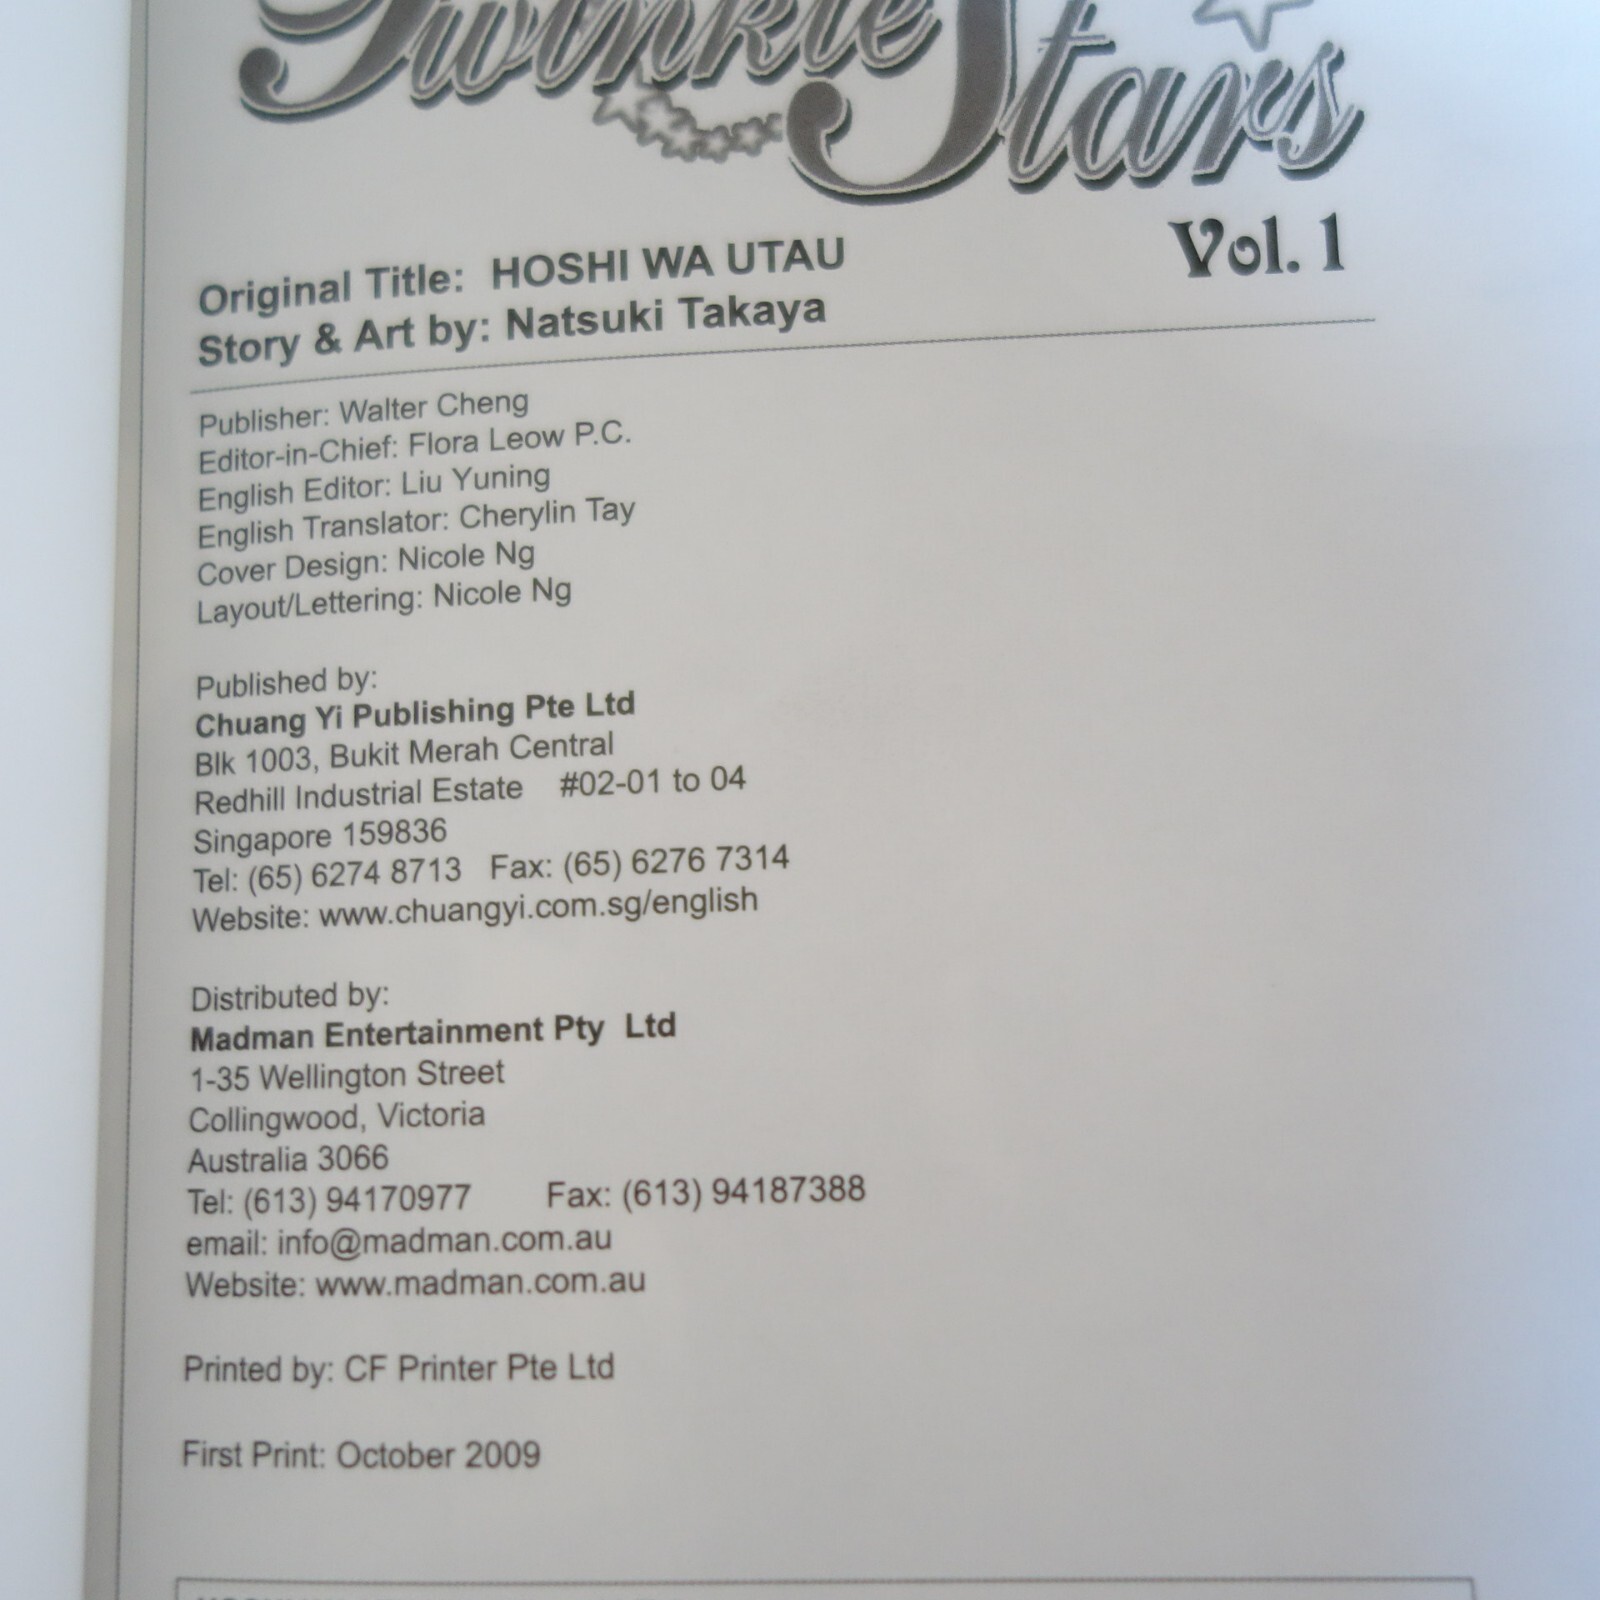 Twinkle Stars
Vol. 1
Original Title: HOSHI WA UTAU
Story & Art by: Natsuki Takaya
Publisher: Walter Cheng
Editor-in-Chief: Flora Leow P.C.
English Editor: Liu Yuning
English Translator: Cherylin Tay
Cover Design: Nicole Ng
Layout/Lettering: Nicole Ng
Published by:
Chuang Yi Publishing Pte Ltd
Blk 1003, Bukit Merah Central
Redhill Industrial Estate #02-01 to 04
Singapore 159836
Tel: (65) 6274 8713 Fax: (65) 6276 7314
Website: www.chuangyi.com.sg/english
Distributed by:
Madman Entertainment Pty Ltd
1-35 Wellington Street
Collingwood, Victoria
Australia 3066
Tel: (613) 94170977 Fax: (613) 94187388
email: info@madman.com.au
Website: www.madman.com.au
Printed by: CF Printer Pte Ltd
First Print: October 2009